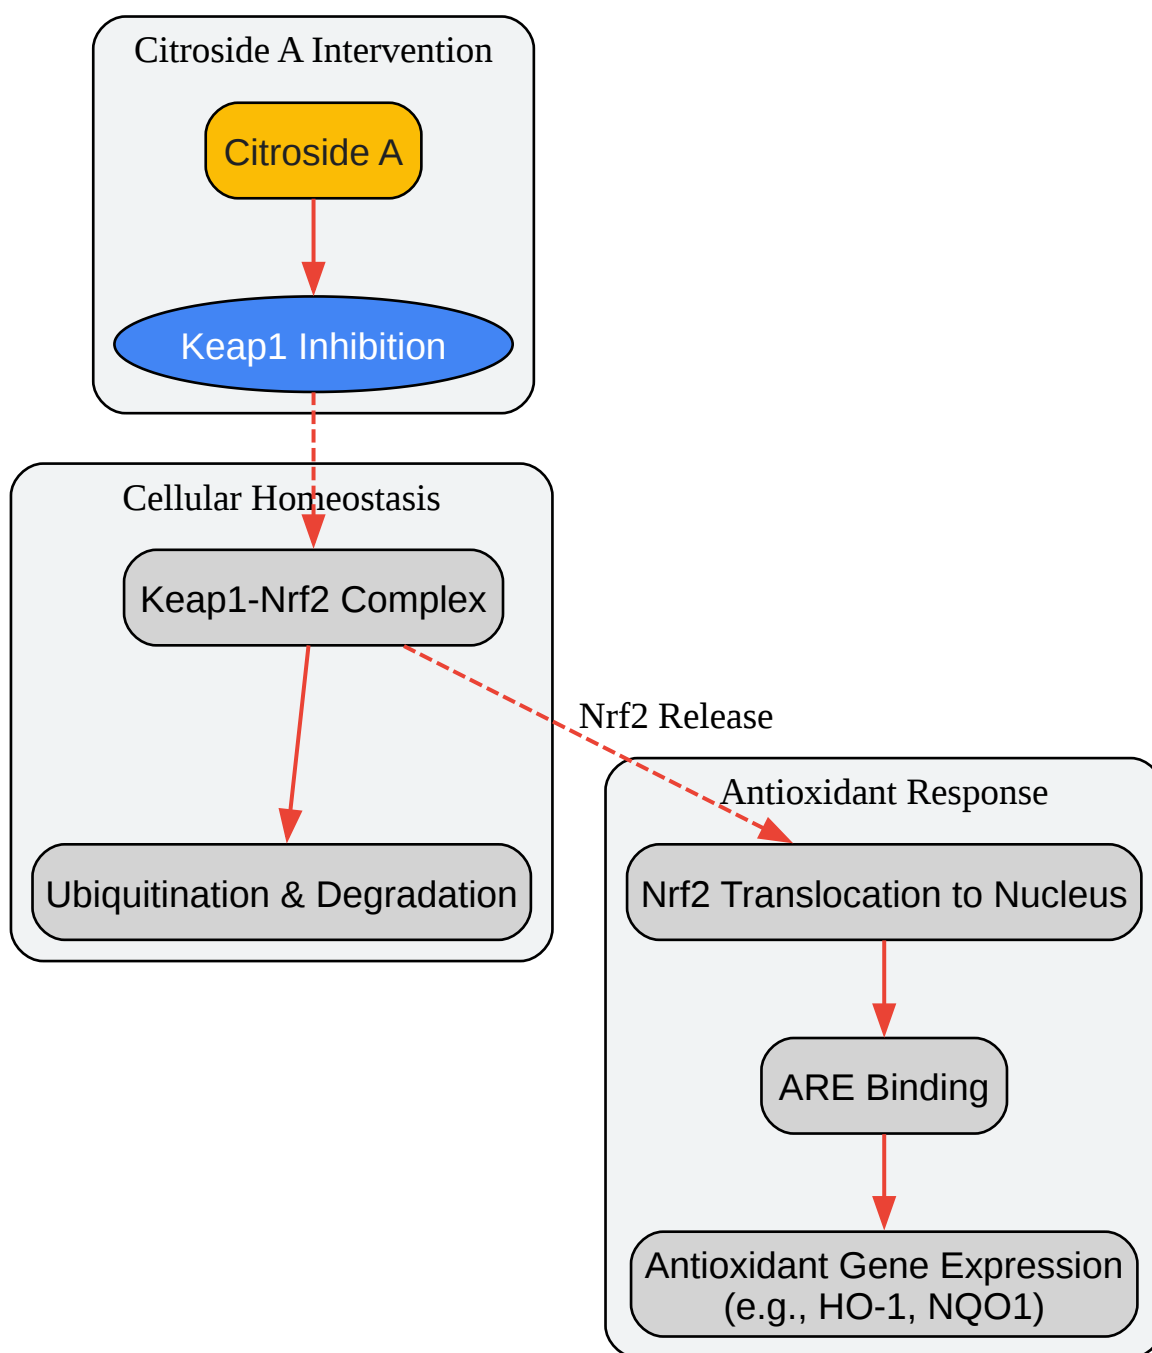 Citroside A Intervention
Citroside A
Keap1 Inhibition
Cellular Homeostasis
Keap1-Nrf2 Complex
Nrf2 Release
Ubiquitination & Degradation
Antioxidant Response
Nrf2 Translocation to Nucleus
ARE Binding
Antioxidant Gene Expression
(e.g., HO-1, NQO1)